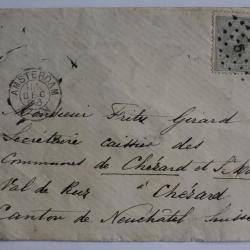 AMSTERDAM
DEC
Monsieur Fritz Girard
Secrétaire caissier des
Communes de Chézard et St. M
Val de Ruz à Chézard
Canton de Neuchâtel Suisse